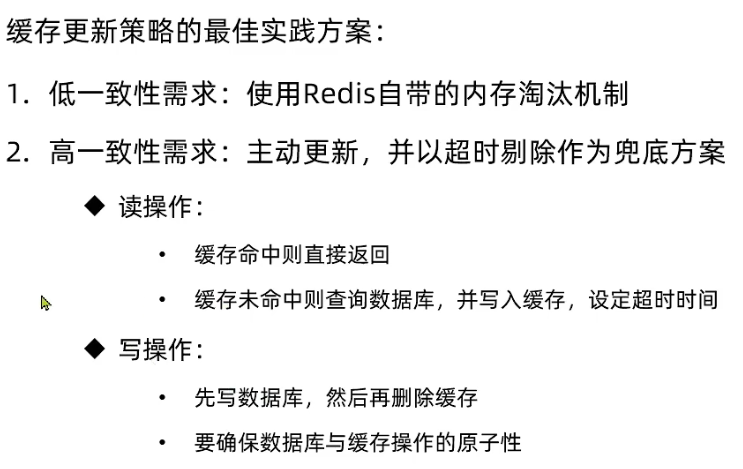 缓存更新策略的最佳实践方案：
1. 低一致性需求：使用Redis自带的内存淘汰机制
2. 高一致性需求：主动更新，并以超时剔除作为兜底方案
◆ 读操作：
• 缓存命中则直接返回
• 缓存未命中则查询数据库，并写入缓存，设定超时时间
◆ 写操作：
• 先写数据库，然后再删除缓存
• 要确保数据库与缓存操作的原子性